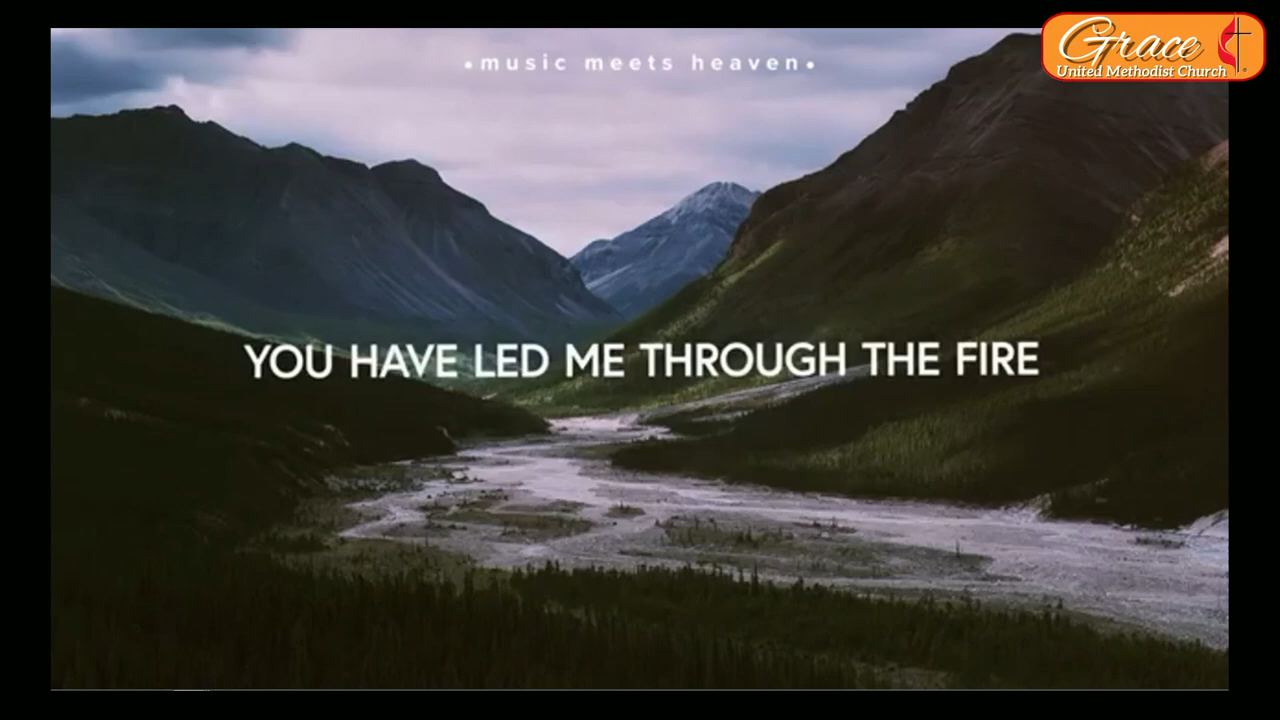 Grace
United Methodist Church
•music meets heaven•
YOU HAVE LED ME THROUGH THE FIRE